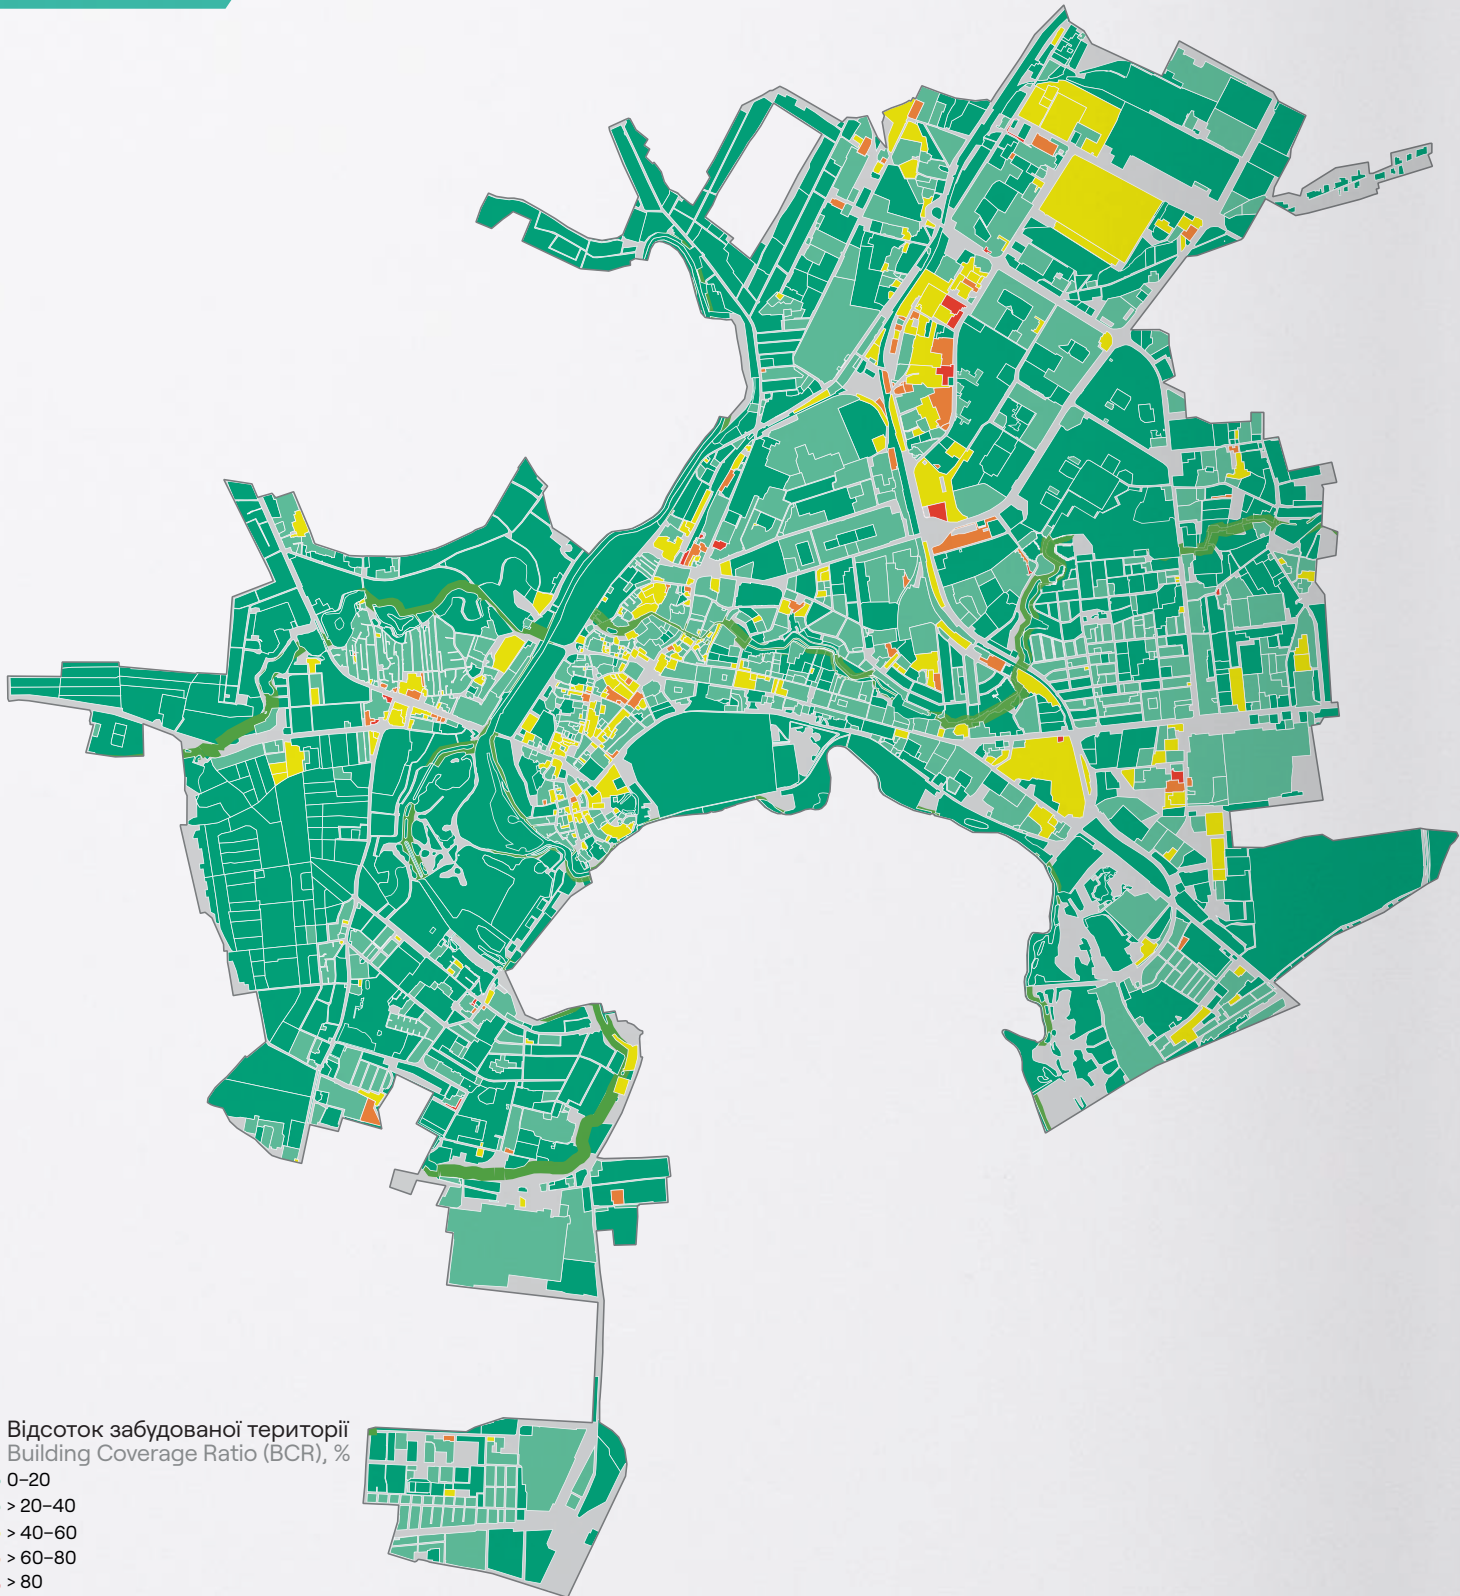 Відсоток забудованої території
Building Coverage Ratio (BCR), %
0–20
> 20–40
> 40–60
> 60–80
> 80